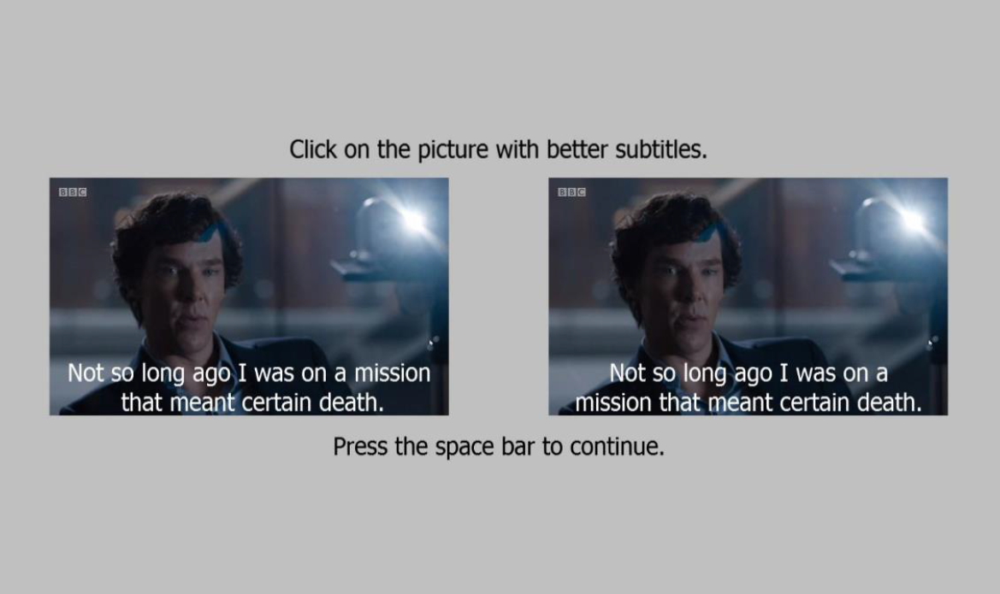 Click on the picture with better subtitles.
BBC
Not so long ago I was on a mission
that meant certain death.
BBC
Not so long ago I was on a
mission that meant certain death.
Press the space bar to continue.